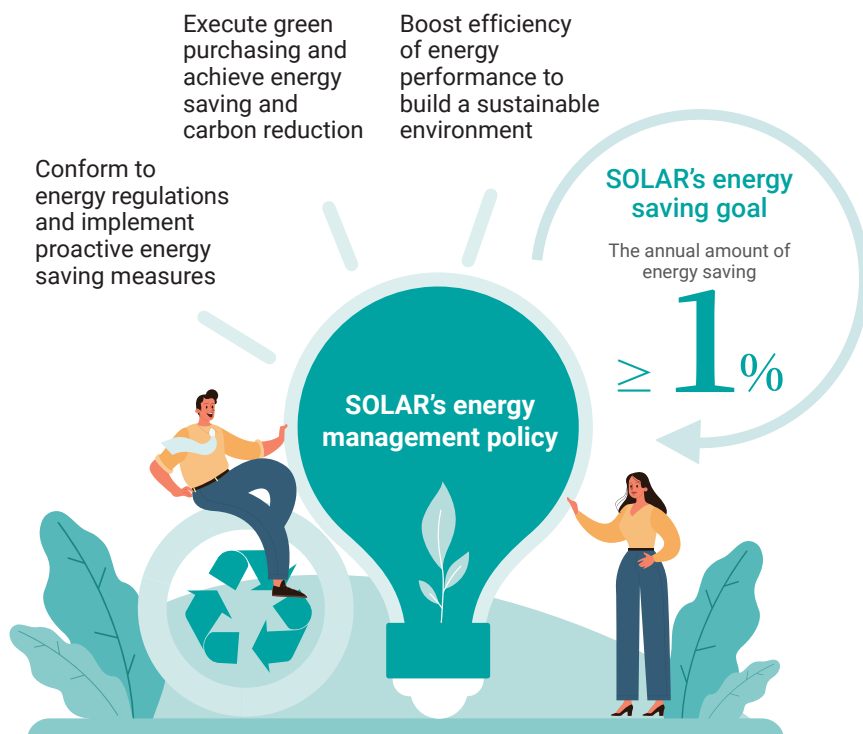 Conform to
energy regulations
and implement
proactive energy
saving measures
Execute green
purchasing and
achieve energy
saving and
carbon reduction
Boost efficiency
of energy
performance to
build a sustainable
environment
SOLAR's energy
saving goal
The annual amount of
energy saving
≥ 1%
SOLAR's energy
management policy